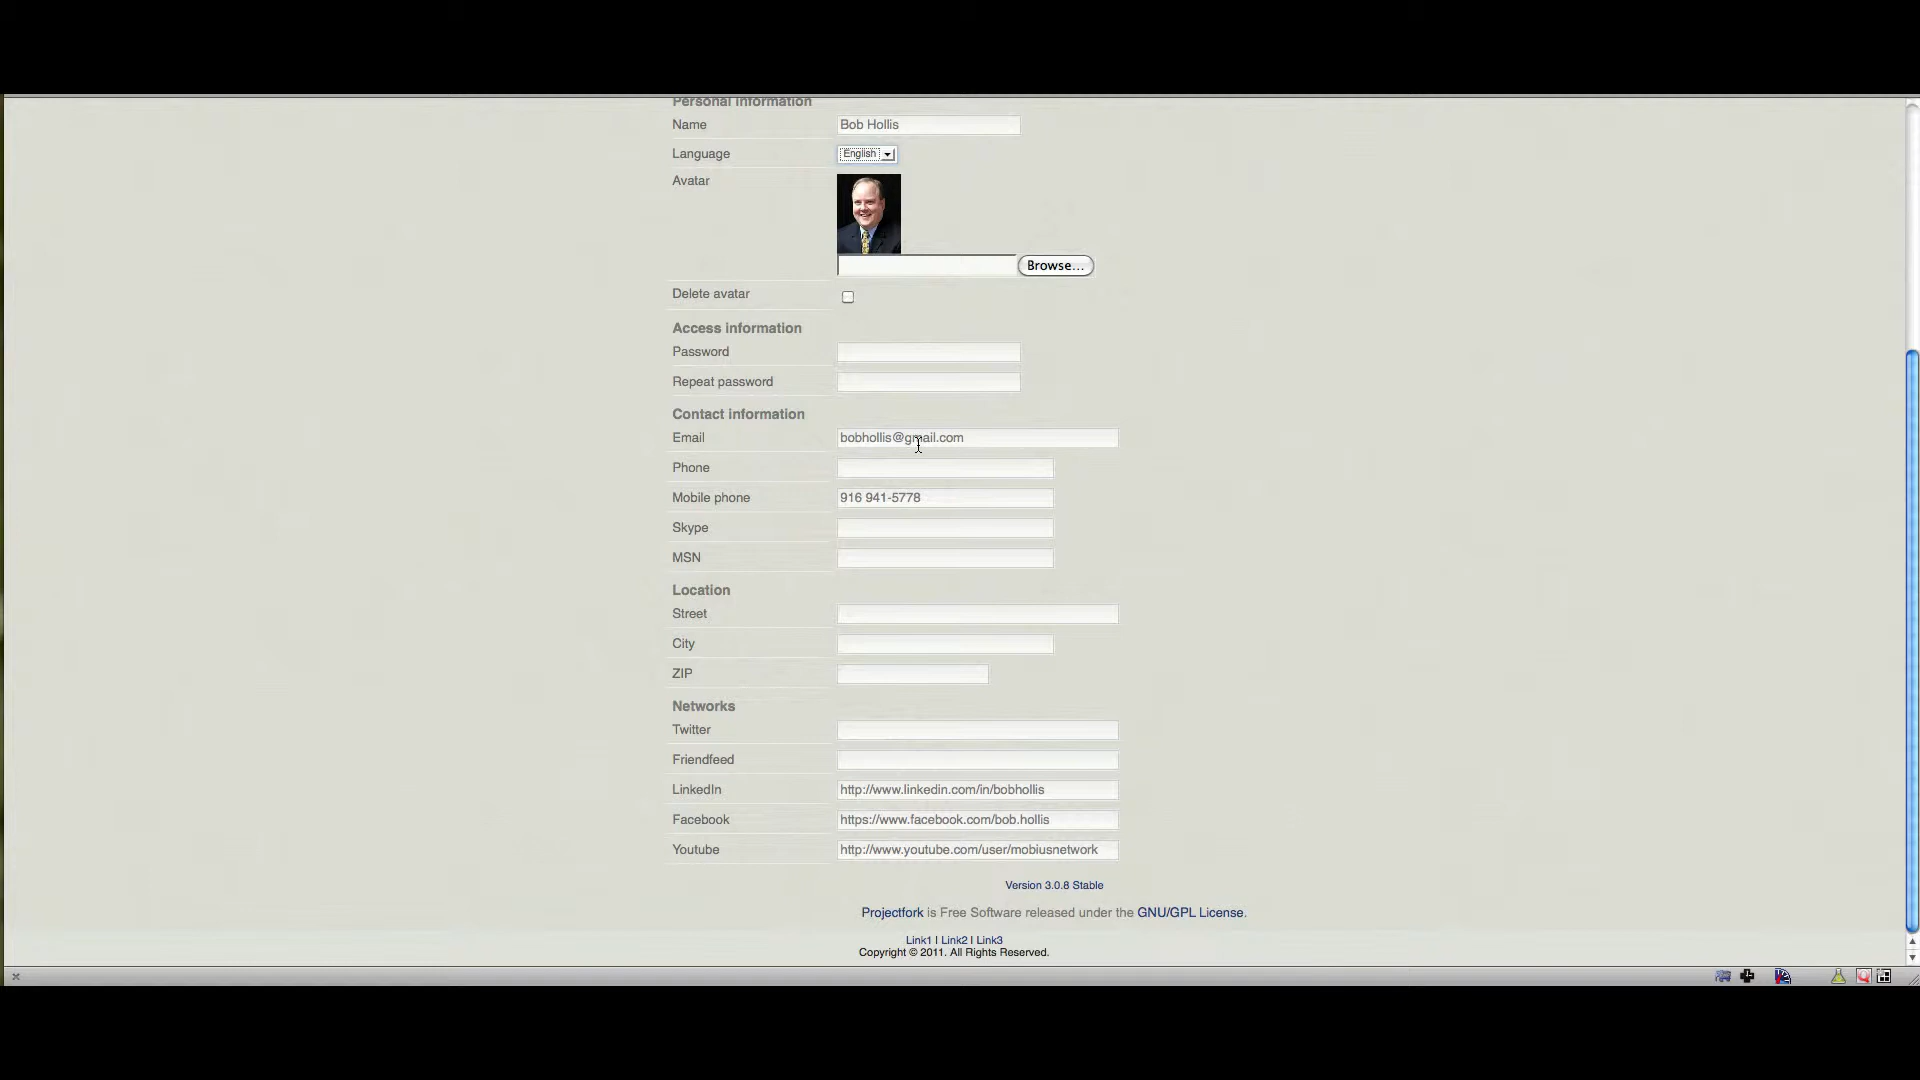 Personal Information
Name Bob Hollis
Language English
Avatar
Browse...
Delete avatar
Access information
Password
Repeat password
Contact information
Email bobhollis@gmail.com
Phone
Mobile phone 916 941-5778
Skype
MSN
Location
Street
City
ZIP
Networks
Twitter
Friendfeed
LinkedIn http://www.linkedin.com/in/bobhollis
Facebook https://www.facebook.com/bob.hollis
Youtube http://www.youtube.com/user/mobiusnetwork
Version 3.0.8 Stable
Projectfork is Free Software released under the GNU/GPL License.
Link1 | Link2 | Link3
Copyright © 2011. All Rights Reserved.